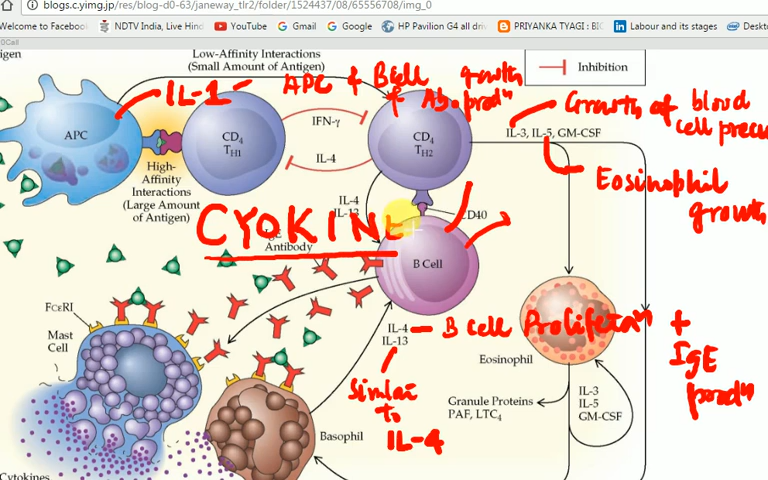 blogs.c.yimg.jp/res/blog-d0-63/janeway_tlr2/folder/1524437/08/65556708/img_0
Welcome to Facebook
NDTV India, Live Hind
YouTube
Gmail
Google
HP Pavilion G4 all dri
PRIYANKA TYAGI : BIO
Labour and its stages
Deskto
Low-Affinity Interactions
(Small Amount of Antigen)
Inhibition
IL-1 - APC & B Cell growth
& Ab. prodn
Growth of blood
cell precu
APC
CD4
TH1
IFN-γ
IL-4
CD4
TH2
IL-3, IL-5, GM-CSF
Eosinophil
growth
High-
Affinity
Interactions
(Large Amount
of Antigen)
IL-4
IL-13
CD40
CYOKINE
Antibody
B Cell
FcεRI
Mast
Cell
IL-4 - B cell Proliferan +
IgE
prodn
IL-13
Similar
to
IL-4
Eosinophil
Granule Proteins
PAF, LTC4
IL-3
IL-5
GM-CSF
Basophil
Cytokines